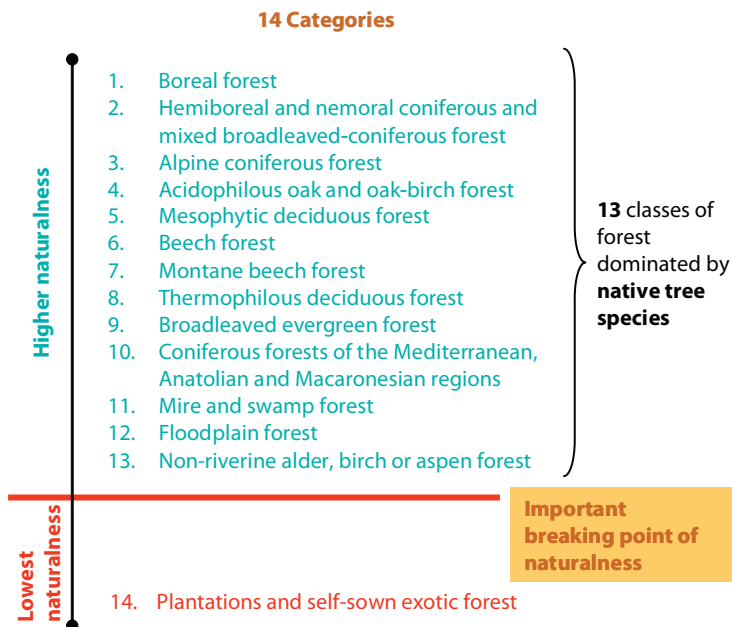 14 Categories
Higher naturalness
1. Boreal forest
2. Hemiboreal and nemoral coniferous and
mixed broadleaved-coniferous forest
3. Alpine coniferous forest
4. Acidophilous oak and oak-birch forest
5. Mesophytic deciduous forest
6. Beech forest
7. Montane beech forest
8. Thermophilous deciduous forest
9. Broadleaved evergreen forest
10. Coniferous forests of the Mediterranean,
Anatolian and Macaronesian regions
11. Mire and swamp forest
12. Floodplain forest
13. Non-riverine alder, birch or aspen forest
13 classes of
forest
dominated by
native tree
species
Important
breaking point of
naturalness
Lowest
naturalness
14. Plantations and self-sown exotic forest